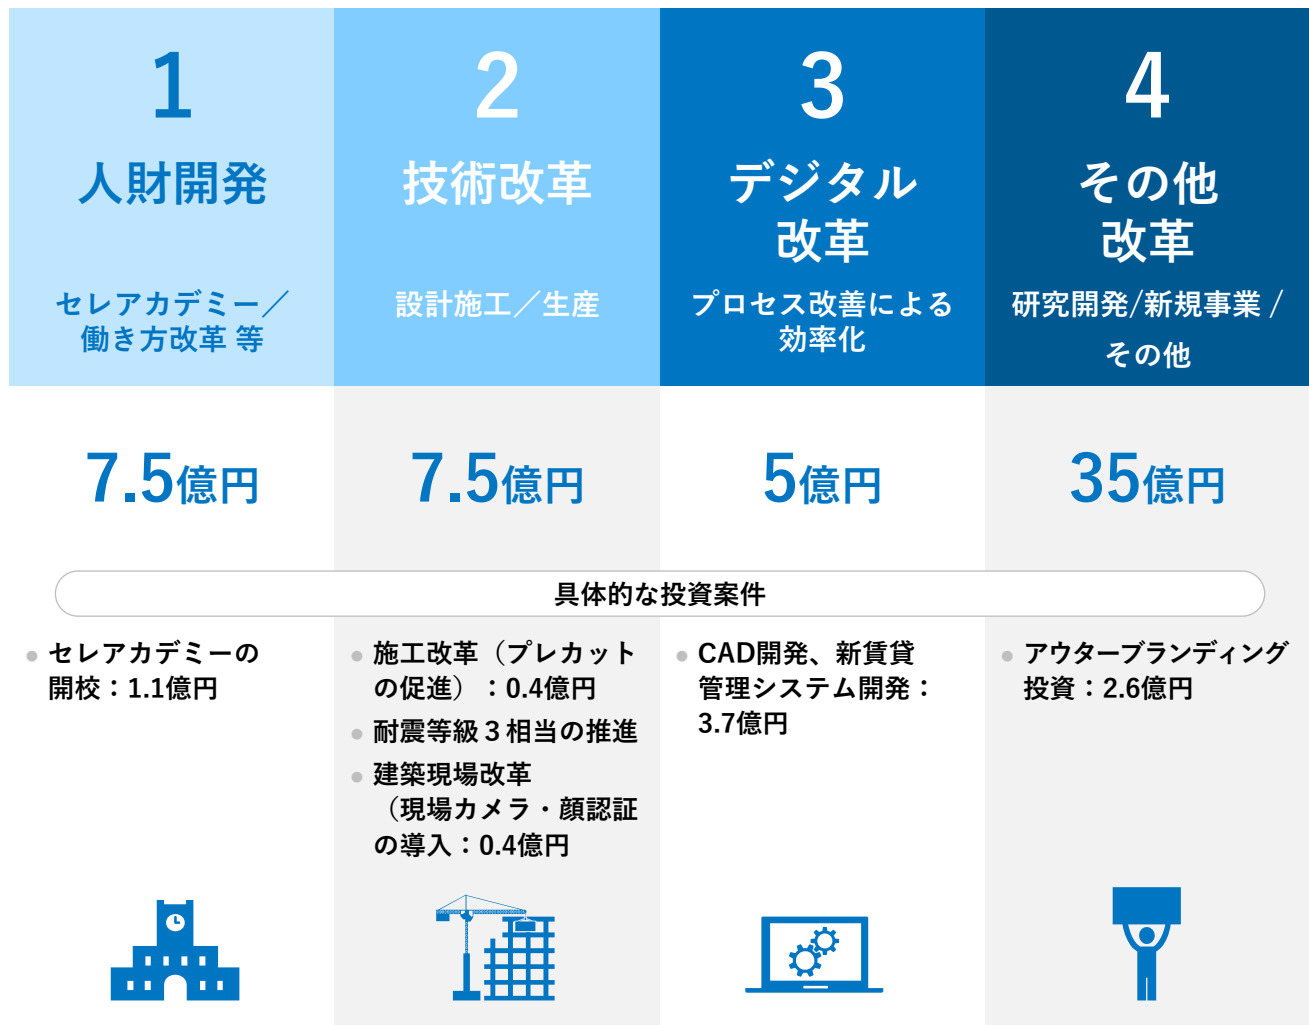 1
人財開発
セレアカデミー／
働き方改革 等
2
技術改革
設計施工／生産
3
デジタル
改革
プロセス改善による
効率化
4
その他
改革
研究開発/新規事業 /
その他
7.5億円
7.5億円
5億円
35億円
具体的な投資案件
● セレアカデミーの
開校：1.1億円
● 施工改革（プレカット
の促進）：0.4億円
● 耐震等級３相当の推進
● 建築現場改革
（現場カメラ・顔認証
の導入：0.4億円
● CAD開発、新賃貸
管理システム開発：
3.7億円
● アウターブランディング
投資：2.6億円